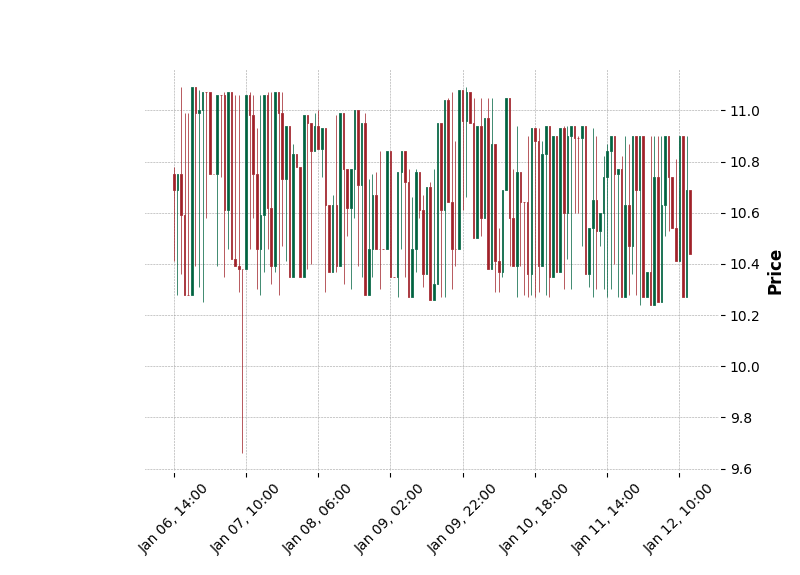 11.0
10.8
10.6
10.4
10.2
10.0
9.8
9.6
Price
Jan 06, 14:00
Jan 07, 10:00
Jan 08, 06:00
Jan 09, 02:00
Jan 09, 22:00
Jan 10, 18:00
Jan 11, 14:00
Jan 12, 10:00